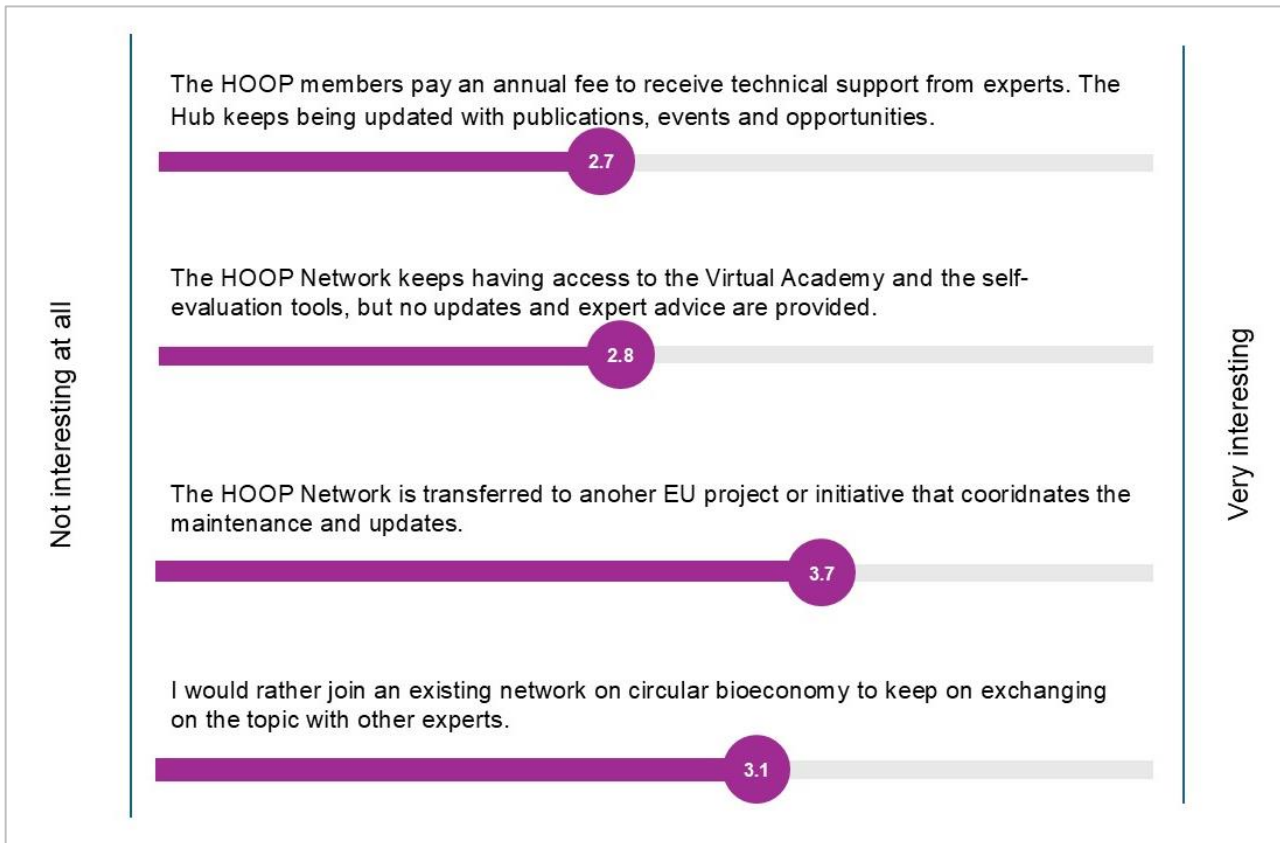 The HOOP members pay an annual fee to receive technical support from experts. The
Hub keeps being updated with publications, events and opportunities.
2.7
The HOOP Network keeps having access to the Virtual Academy and the self-
evaluation tools, but no updates and expert advice are provided.
2.8
Not interesting at all
Very interesting
The HOOP Network is transferred to anoher EU project or initiative that cooridnates the
maintenance and updates.
3.7
I would rather join an existing network on circular bioeconomy to keep on exchanging
on the topic with other experts.
3.1